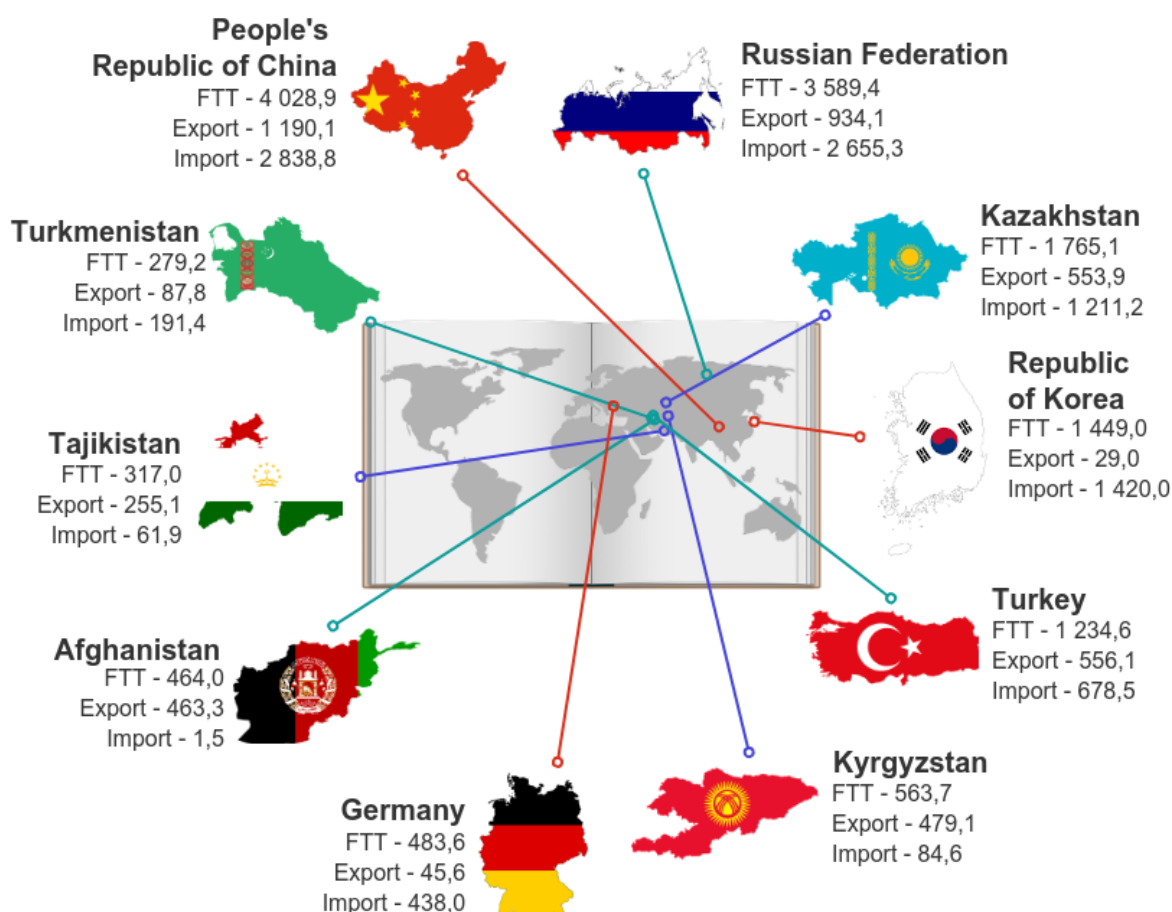 People's
Republic of China
FTT - 4 028,9
Export - 1 190,1
Import - 2 838,8
Russian Federation
FTT - 3 589,4
Export - 934,1
Import - 2 655,3
Turkmenistan
FTT - 279,2
Export - 87,8
Import - 191,4
Kazakhstan
FTT - 1 765,1
Export - 553,9
Import - 1 211,2
Republic
of Korea
FTT - 1 449,0
Export - 29,0
Import - 1 420,0
Tajikistan
FTT - 317,0
Export - 255,1
Import - 61,9
Turkey
FTT - 1 234,6
Export - 556,1
Import - 678,5
Afghanistan
FTT - 464,0
Export - 463,3
Import - 1,5
Kyrgyzstan
FTT - 563,7
Export - 479,1
Import - 84,6
Germany
FTT - 483,6
Export - 45,6
Import - 438,0